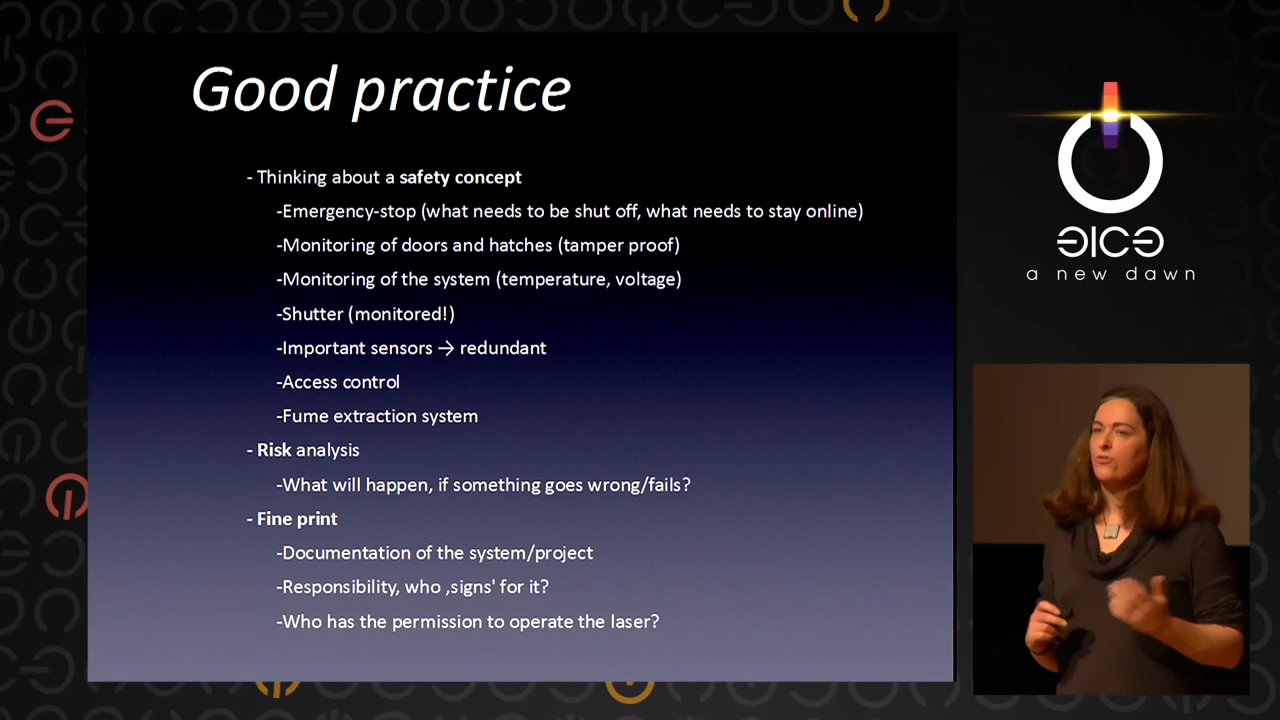 Good practice
- Thinking about a safety concept
-Emergency-stop (what needs to be shut off, what needs to stay online)
-Monitoring of doors and hatches (tamper proof)
-Monitoring of the system (temperature, voltage)
-Shutter (monitored!)
-Important sensors → redundant
-Access control
-Fume extraction system
- Risk analysis
-What will happen, if something goes wrong/fails?
- Fine print
-Documentation of the system/project
-Responsibility, who ‚signs' for it?
-Who has the permission to operate the laser?
31C3
a new dawn